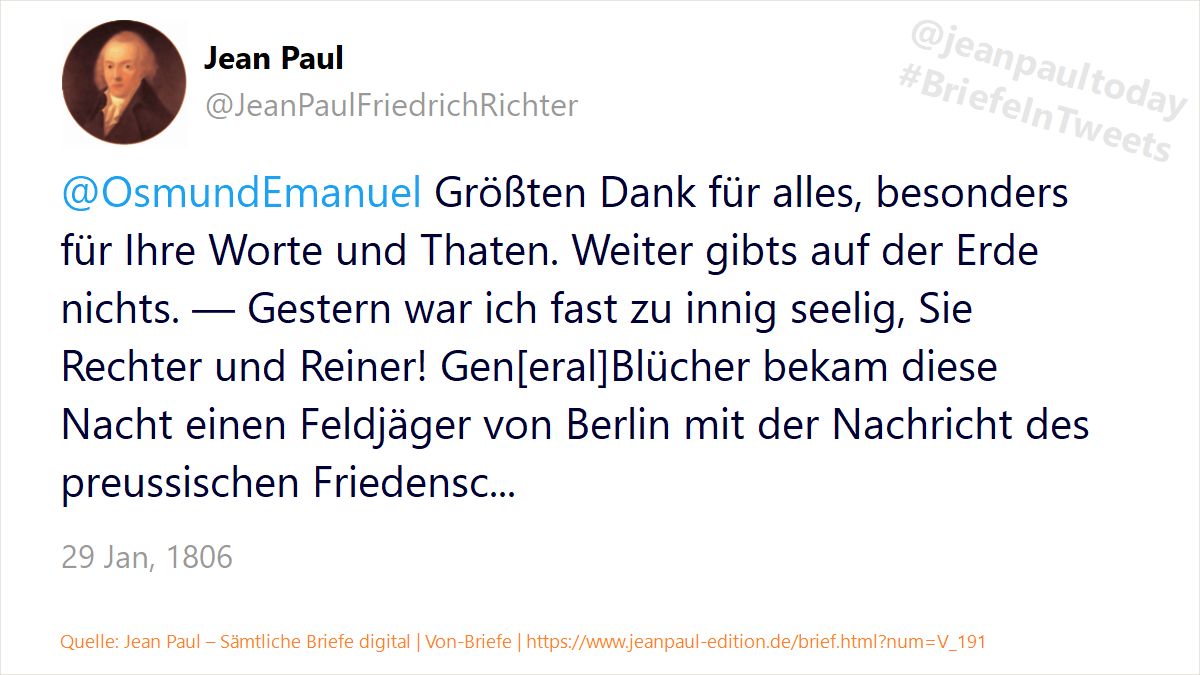 Jean Paul
@JeanPaulFriedrichRichter
@jeanpaultoday
#BriefeInTweets
@OsmundEmanuel Größten Dank für alles, besonders
für Ihre Worte und Thaten. Weiter gibts auf der Erde
nichts. — Gestern war ich fast zu innig seelig, Sie
Rechter und Reiner! Gen[eral]Blücher bekam diese
Nacht einen Feldjäger von Berlin mit der Nachricht des
preussischen Friedensc...
29 Jan, 1806
Quelle: Jean Paul – Sämtliche Briefe digital | Von-Briefe | https://www.jeanpaul-edition.de/brief.html?num=V_191